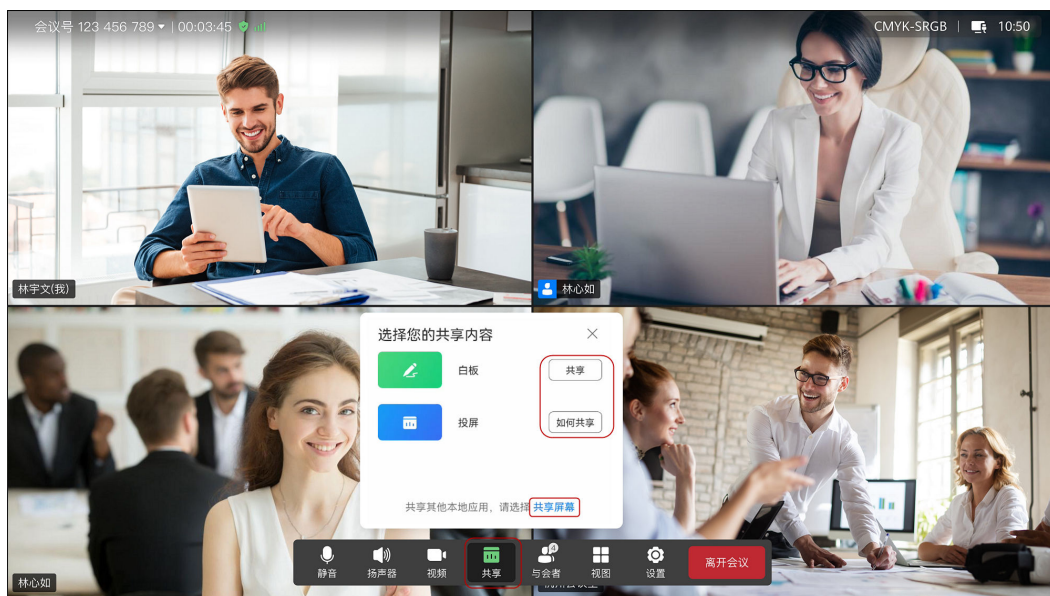 会议号 123 456 789 | 00:03:45
CMYK-SRGB | 10:50
林宇文(我)
林心如
选择您的共享内容
白板
共享
投屏
如何共享
共享其他本地应用，请选择 共享屏幕
林心如
静音
扬声器
视频
共享
与会者
视图
设置
离开会议